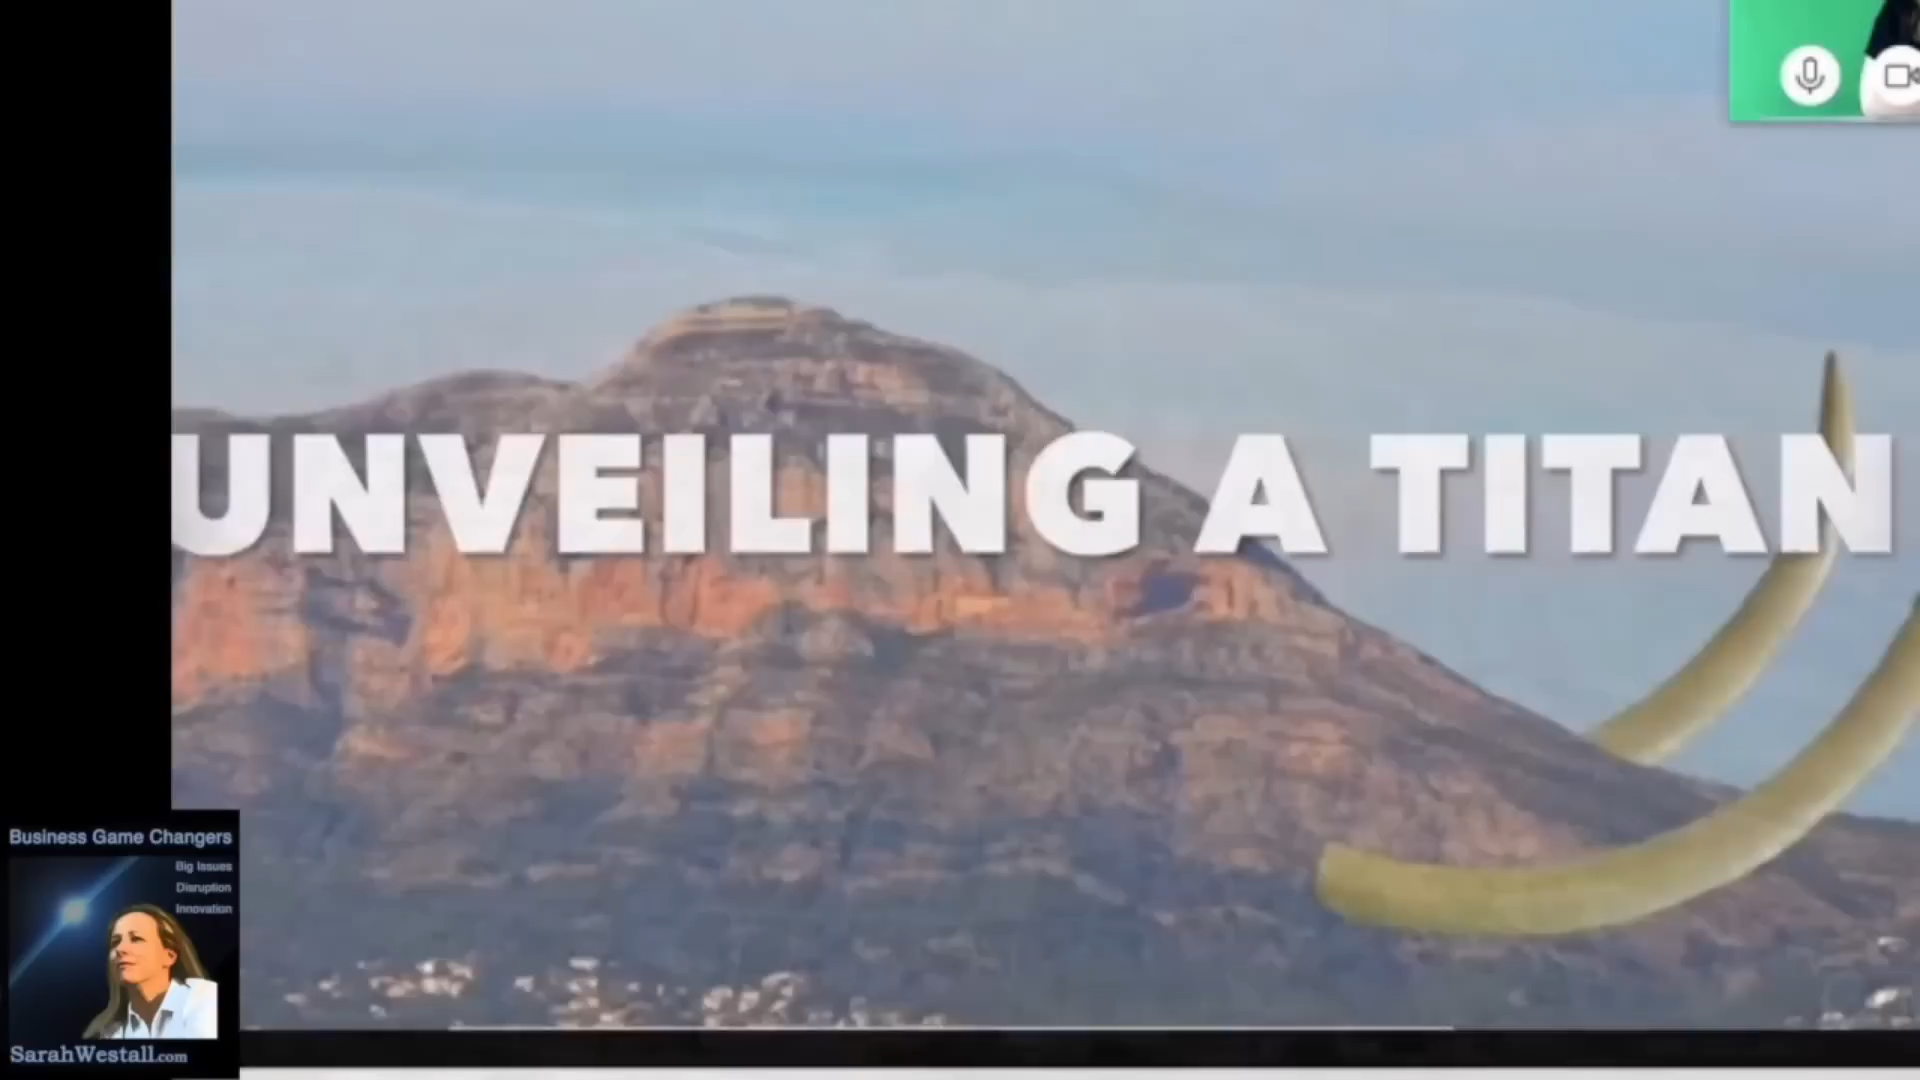 UNVEILING A TITAN
Business Game Changers
Big Issues
Disruption
Innovation
SarahWestall.com